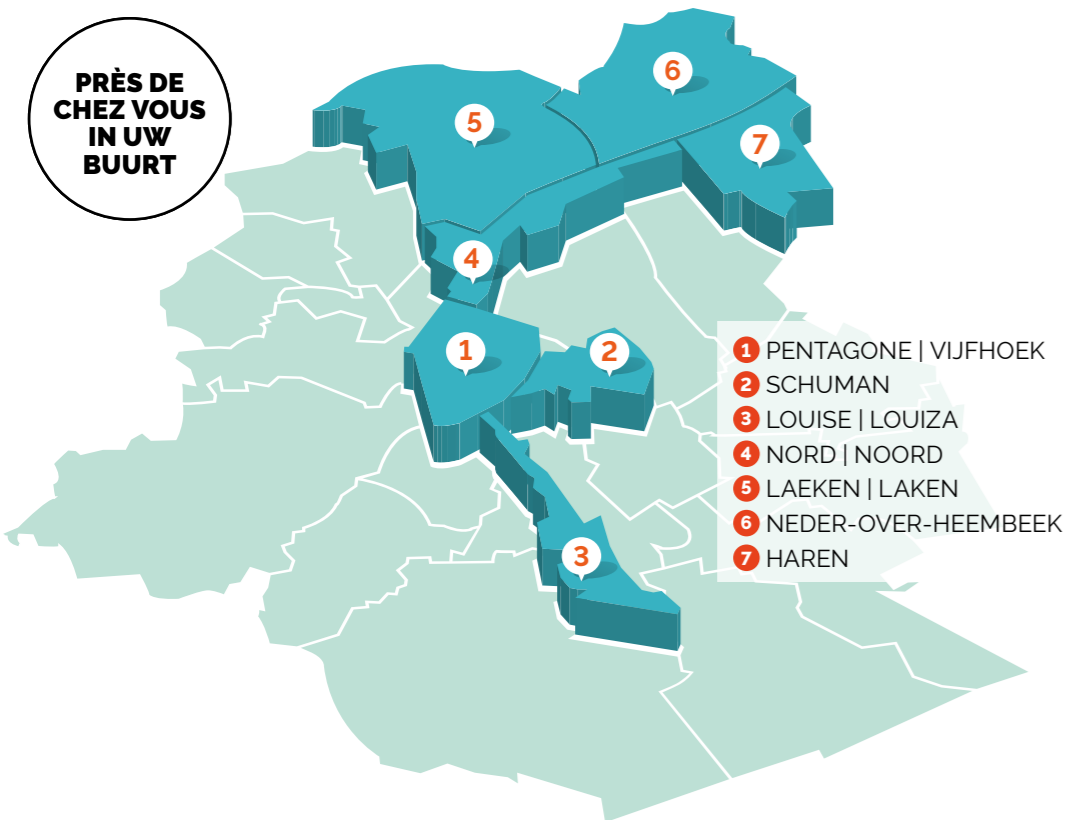 PRÈS DE
CHEZ VOUS
IN UW
BUURT
6
5
7
4
1
2
3
1 PENTAGONE | VIJFHOEK
2 SCHUMAN
3 LOUISE | LOUIZA
4 NORD | NOORD
5 LAEKEN | LAKEN
6 NEDER-OVER-HEEMBEEK
7 HAREN